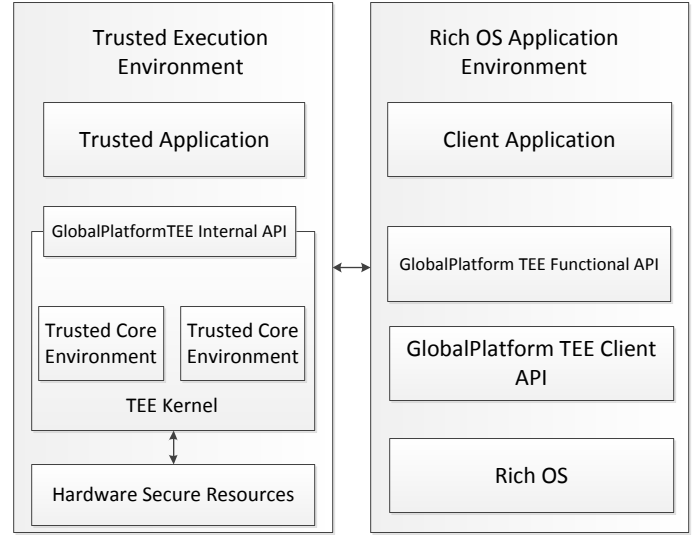 Trusted Execution
Environment
Trusted Application
GlobalPlatformTEE Internal API
Trusted Core
Environment
Trusted Core
Environment
TEE Kernel
Hardware Secure Resources
Rich OS Application
Environment
Client Application
GlobalPlatform TEE Functional API
GlobalPlatform TEE Client
API
Rich OS